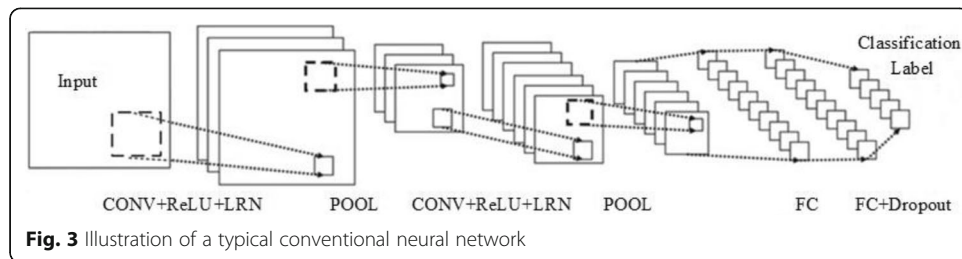 Input
Classification
Label
CONV+ReLU+LRN POOL CONV+ReLU+LRN POOL FC FC+Dropout
Fig. 3 Illustration of a typical conventional neural network